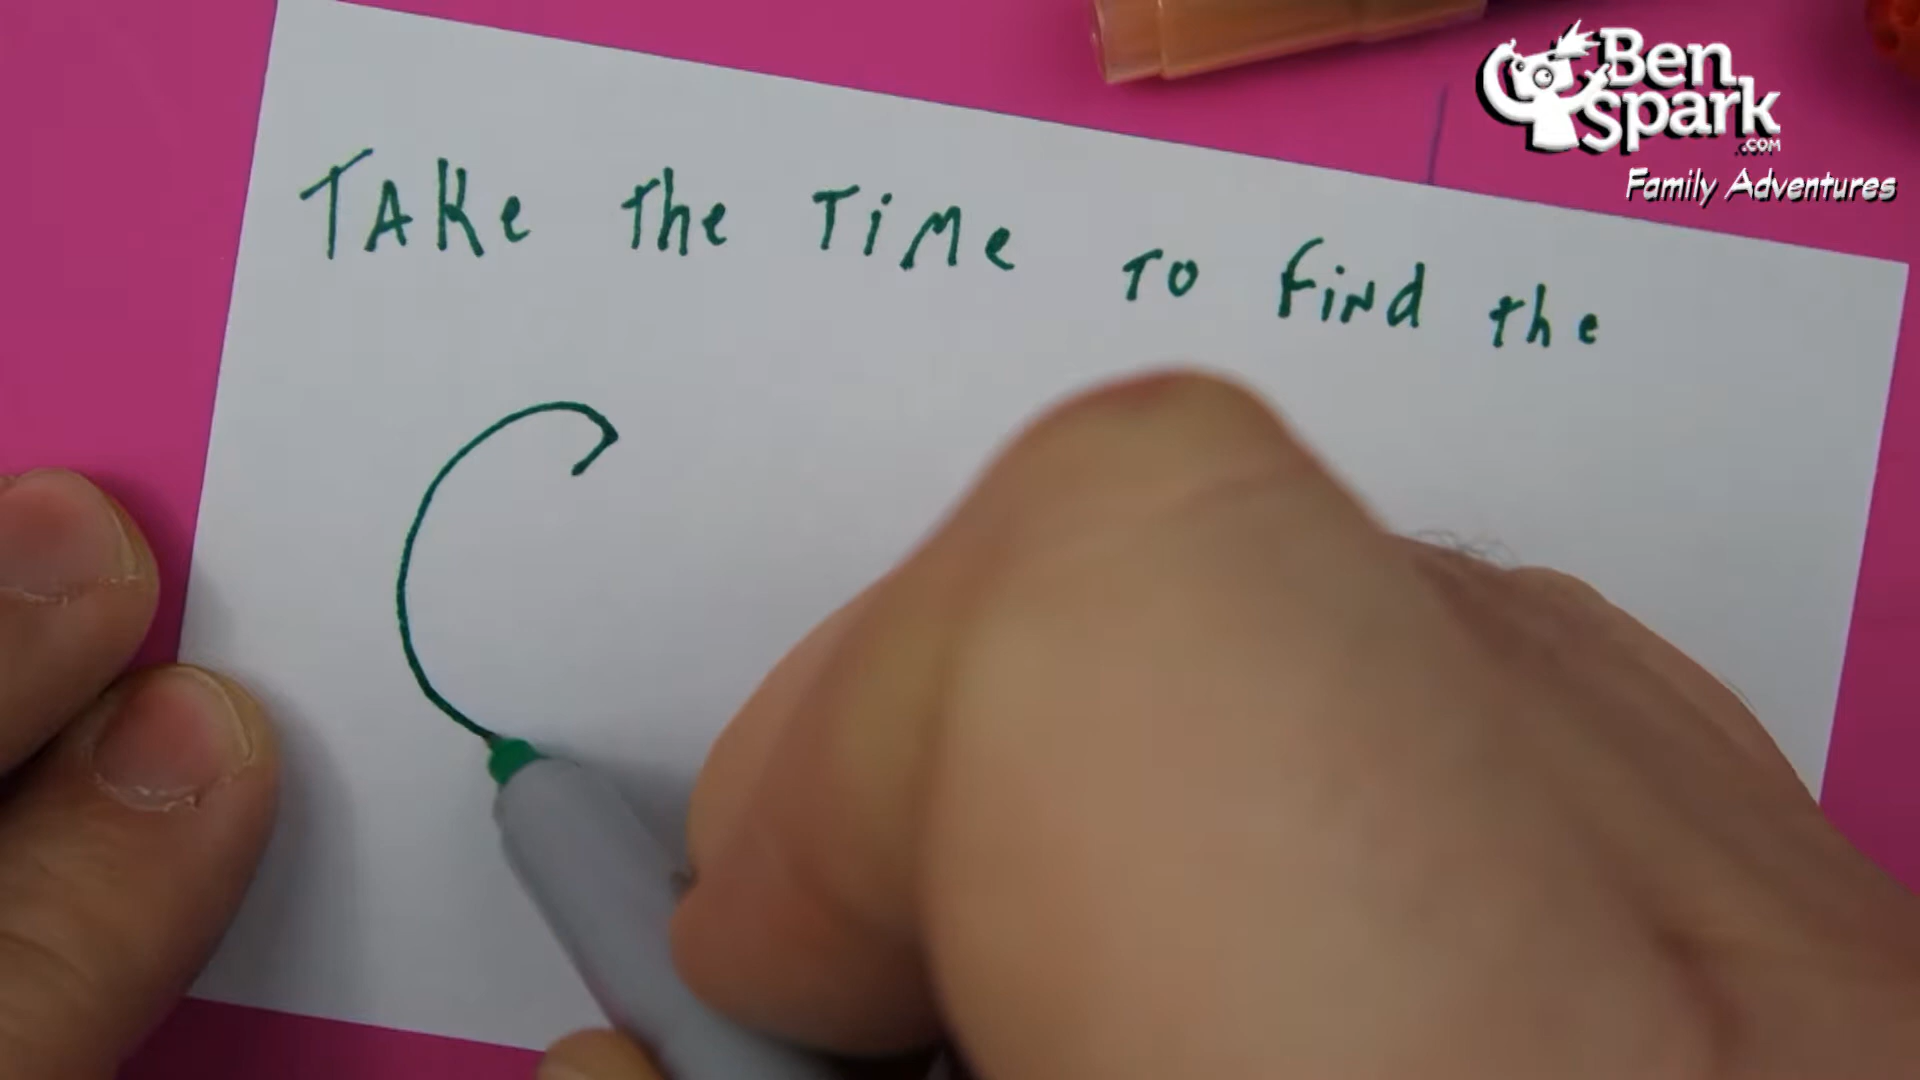 Ben
Spark
.COM
Family Adventures
TAKe the TiMe TO find the
C